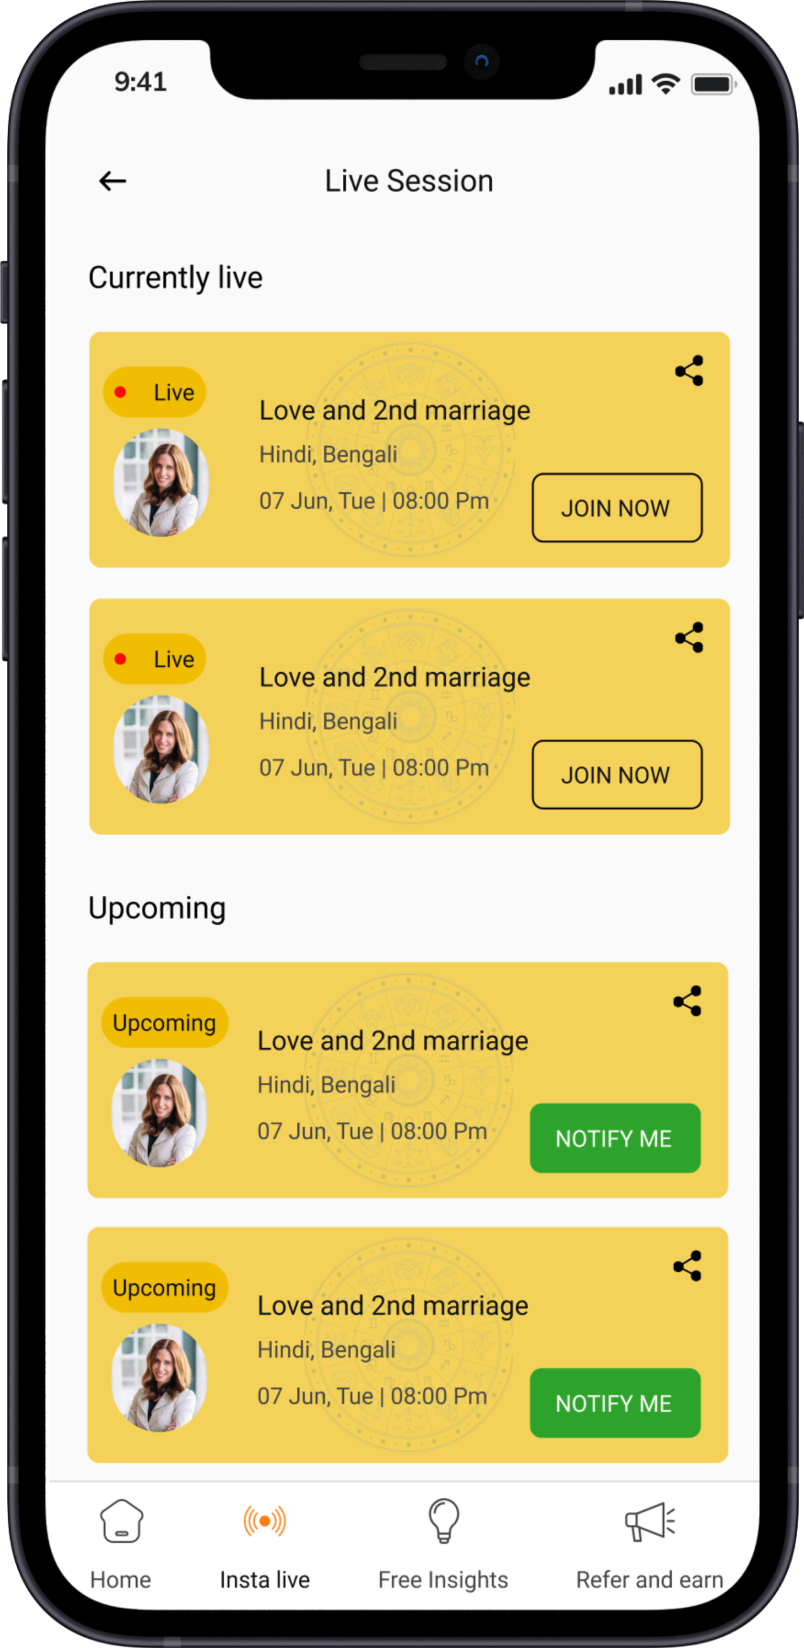 9:41
Live Session
Currently live
Live
Love and 2nd marriage
Hindi, Bengali
07 Jun, Tue | 08:00 Pm
JOIN NOW
Live
Love and 2nd marriage
Hindi, Bengali
07 Jun, Tue | 08:00 Pm
JOIN NOW
Upcoming
Upcoming
Love and 2nd marriage
Hindi, Bengali
07 Jun, Tue | 08:00 Pm
NOTIFY ME
Upcoming
Love and 2nd marriage
Hindi, Bengali
07 Jun, Tue | 08:00 Pm
NOTIFY ME
Home
Insta live
Free Insights
Refer and earn